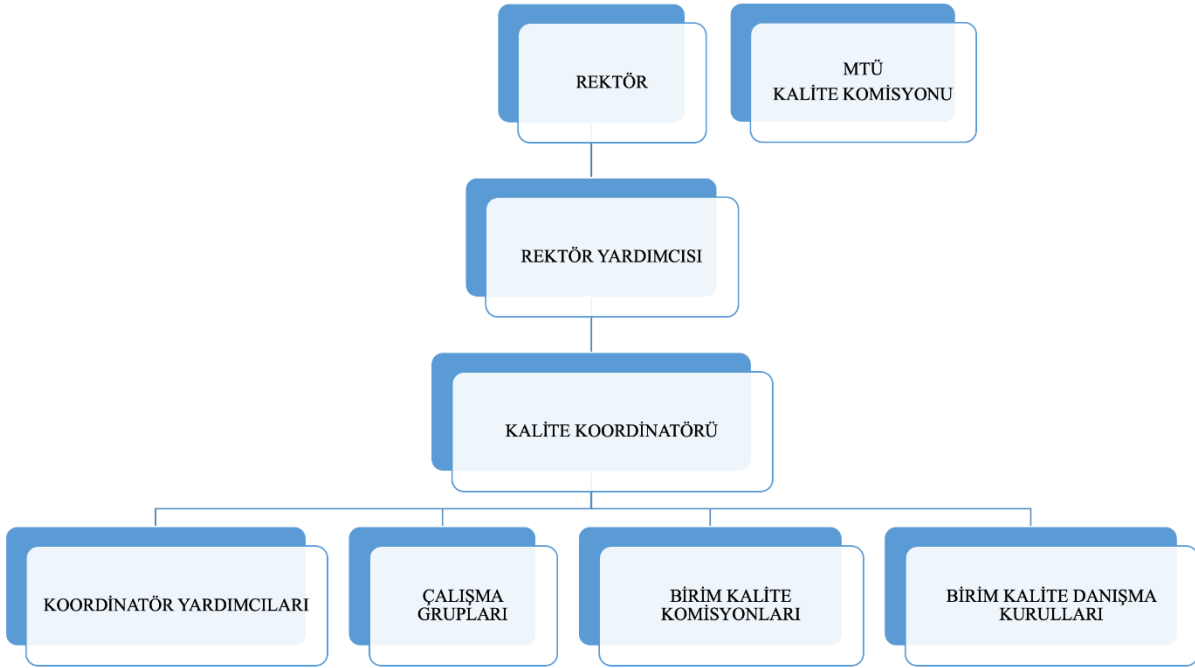 REKTÖR
MTÜ
KALİTE KOMİSYONU
REKTÖR YARDIMCISI
KALİTE KOORDİNATÖRÜ
KOORDİNATÖR YARDIMCILARI
ÇALIŞMA
GRUPLARI
BİRİM KALİTE
KOMİSYONLARI
BİRİM KALİTE DANIŞMA
KURULLARI